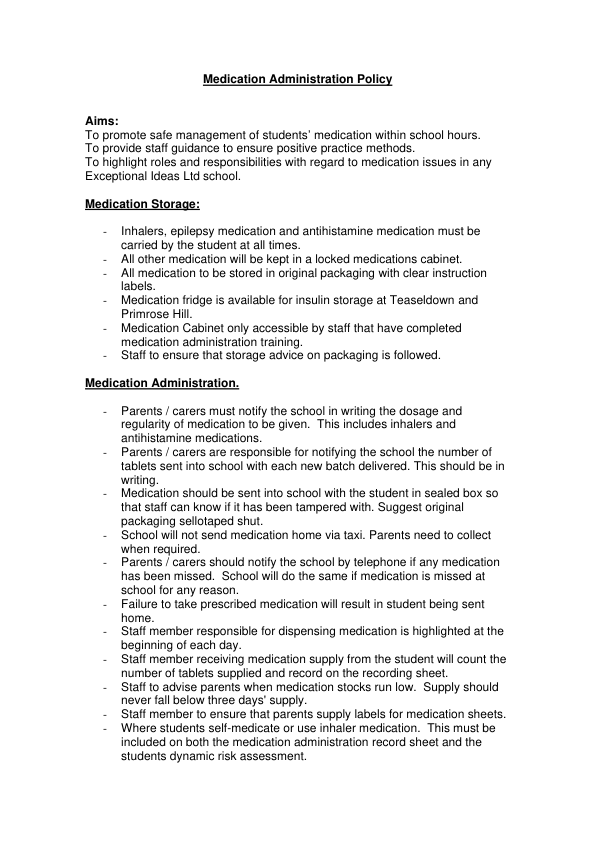 Medication Administration Policy
Aims:
To promote safe management of students' medication within school hours.
To provide staff guidance to ensure positive practice methods.
To highlight roles and responsibilities with regard to medication issues in any
Exceptional Ideas Ltd school.
Medication Storage:
- Inhalers, epilepsy medication and antihistamine medication must be
carried by the student at all times.
- All other medication will be kept in a locked medications cabinet.
- All medication to be stored in original packaging with clear instruction
labels.
- Medication fridge is available for insulin storage at Teaseldown and
Primrose Hill.
- Medication Cabinet only accessible by staff that have completed
medication administration training.
- Staff to ensure that storage advice on packaging is followed.
Medication Administration.
- Parents / carers must notify the school in writing the dosage and
regularity of medication to be given.  This includes inhalers and
antihistamine medications.
- Parents / carers are responsible for notifying the school the number of
tablets sent into school with each new batch delivered. This should be in
writing.
- Medication should be sent into school with the student in sealed box so
that staff can know if it has been tampered with. Suggest original
packaging sellotaped shut.
- School will not send medication home via taxi. Parents need to collect
when required.
- Parents / carers should notify the school by telephone if any medication
has been missed.  School will do the same if medication is missed at
school for any reason.
- Failure to take prescribed medication will result in student being sent
home.
- Staff member responsible for dispensing medication is highlighted at the
beginning of each day.
- Staff member receiving medication supply from the student will count the
number of tablets supplied and record on the recording sheet.
- Staff to advise parents when medication stocks run low.  Supply should
never fall below three days' supply.
- Staff member to ensure that parents supply labels for medication sheets.
- Where students self-medicate or use inhaler medication.  This must be
included on both the medication administration record sheet and the
students dynamic risk assessment.